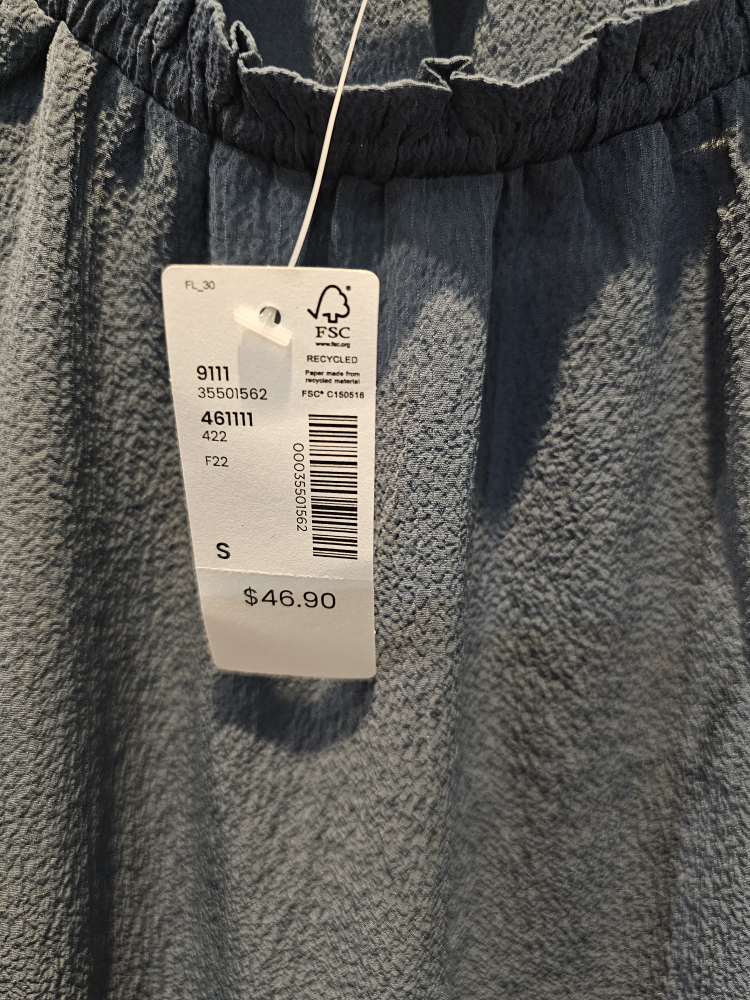 FL_30
FSC
www.fsc.org
RECYCLED
Paper made from
recycled material
FSC® C150516
9111
35501562
461111
422
F22
00035501562
S
$46.90